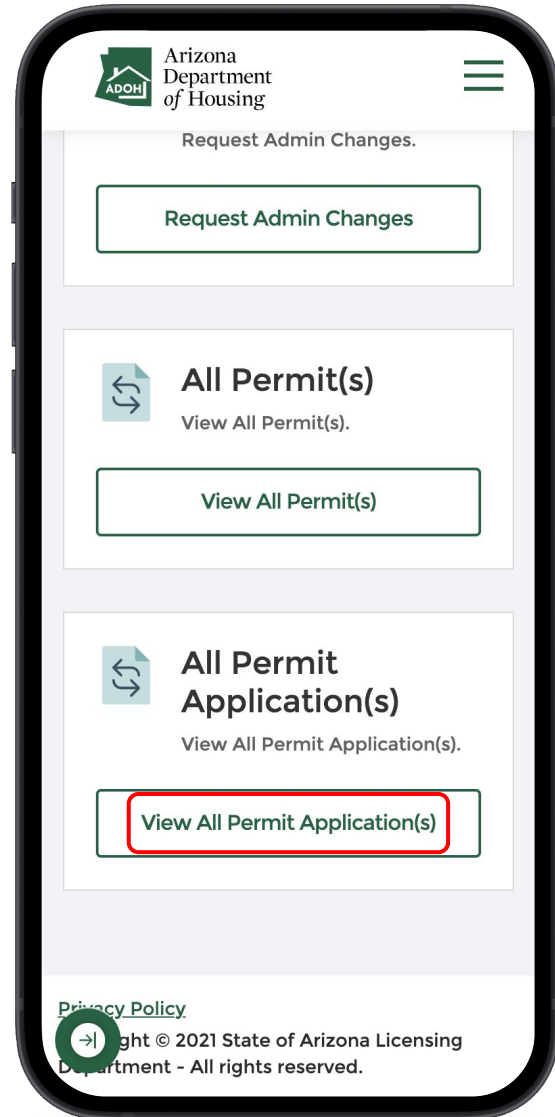 ADOH
Arizona
Department
of Housing
Request Admin Changes.
Request Admin Changes
All Permit(s)
View All Permit(s).
View All Permit(s)
All Permit
Application(s)
View All Permit Application(s).
View All Permit Application(s)
Privacy Policy
ght © 2021 State of Arizona Licensing
Department - All rights reserved.